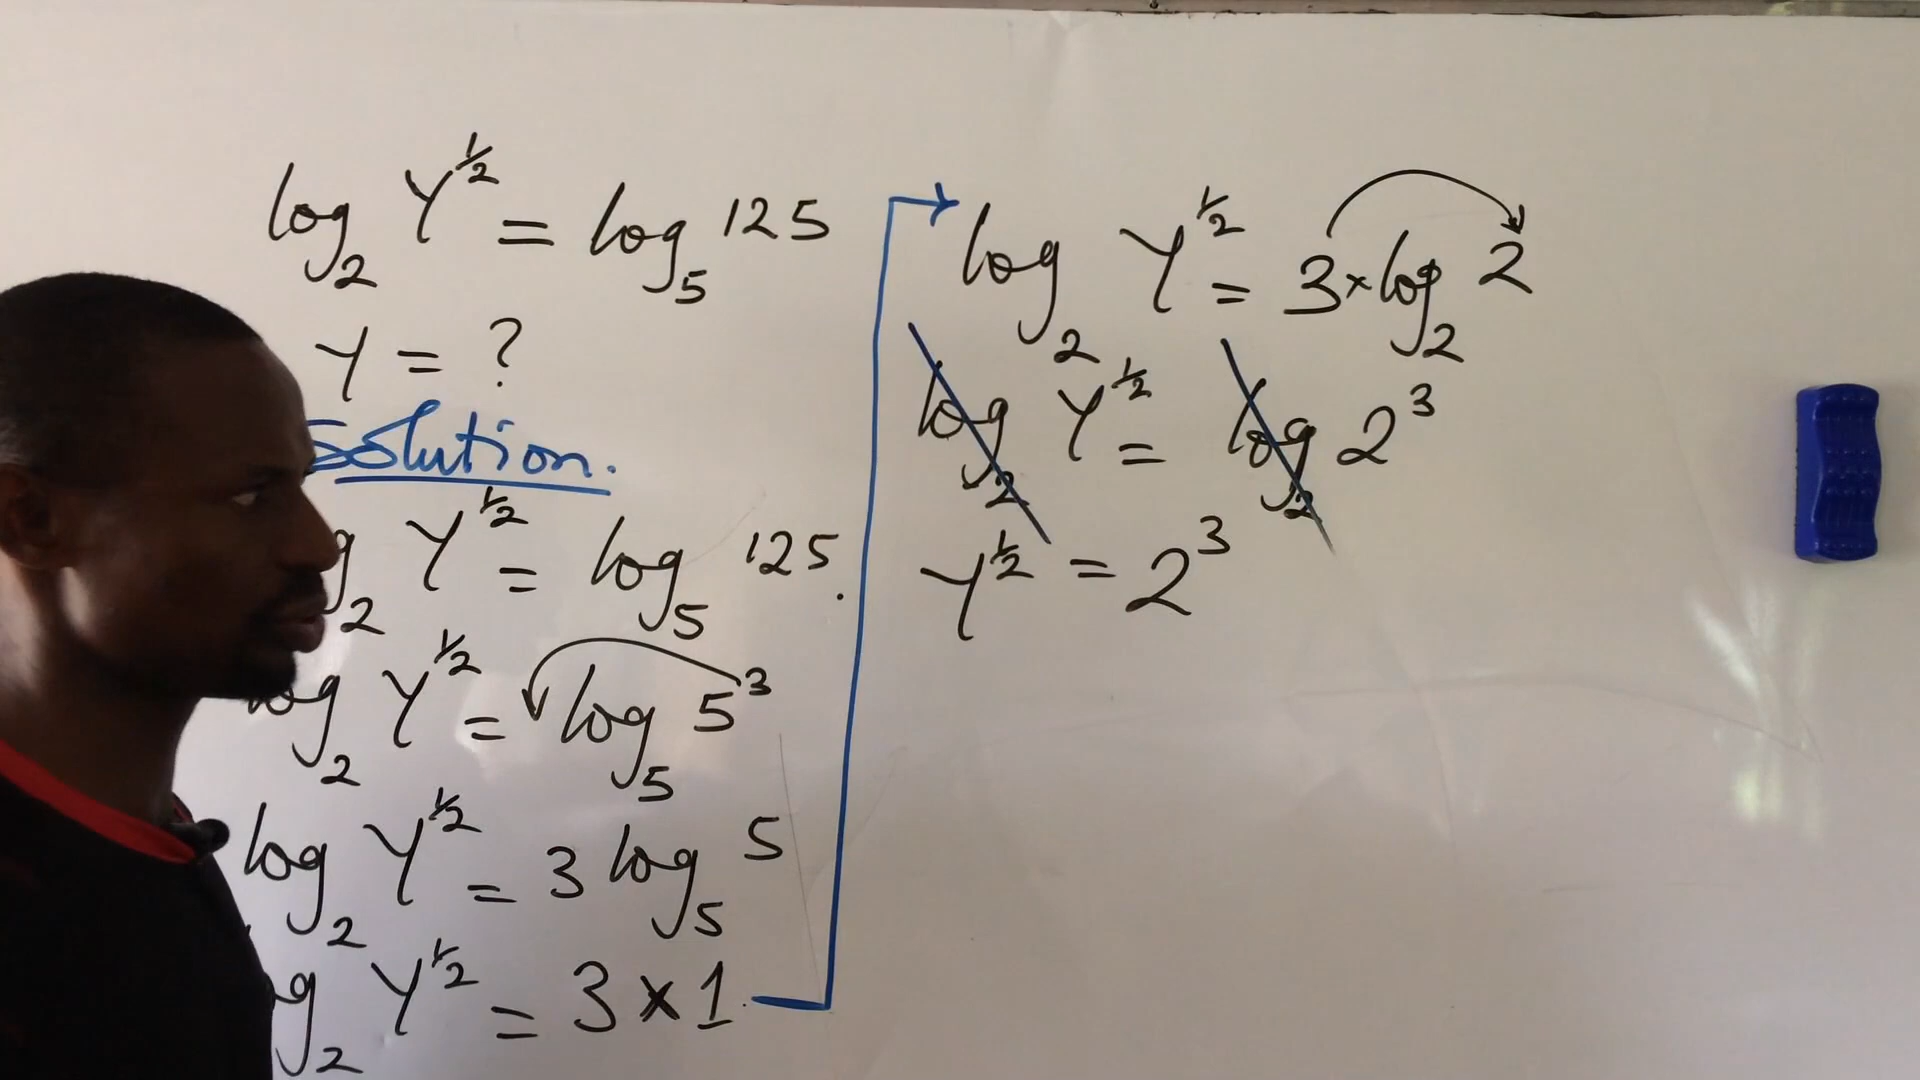 log₂ Y^½ = log₅ 125
Y = ?
Solution.
g₂ Y^½ = log₅ 125.
log₂ Y^½ = log₅ 5³
log₂ Y^½ = 3 log₅ 5
og₂ Y^½ = 3 × 1
log₂ Y^½ = 3 × log₂ 2
log₂ Y^½ = log₂ 2³
Y^½ = 2³